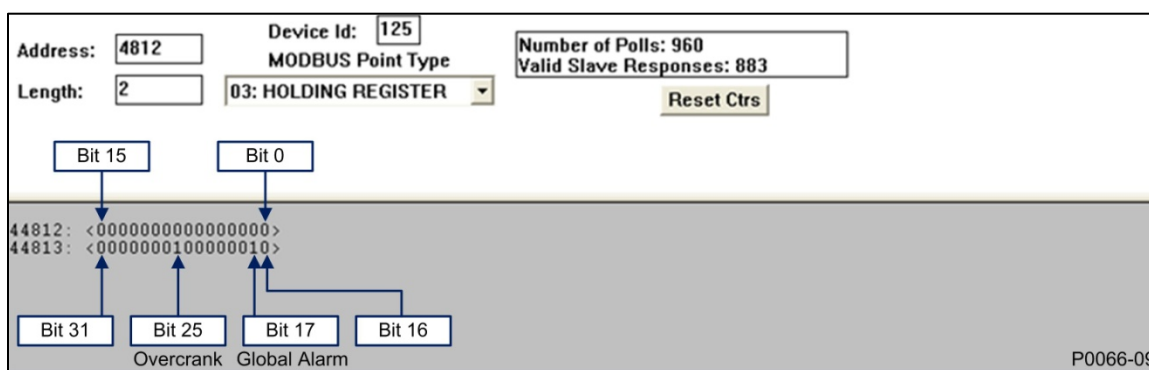 Address: 4812
Device Id: 125
MODBUS Point Type
Length: 2
03: HOLDING REGISTER
Number of Polls: 960
Valid Slave Responses: 883
Reset Ctrs
Bit 15
Bit 0
44812: <0000000000000000>
44813: <0000000100000010>
Bit 31
Bit 25
Bit 17
Bit 16
Overcrank
Global Alarm
P0066-09